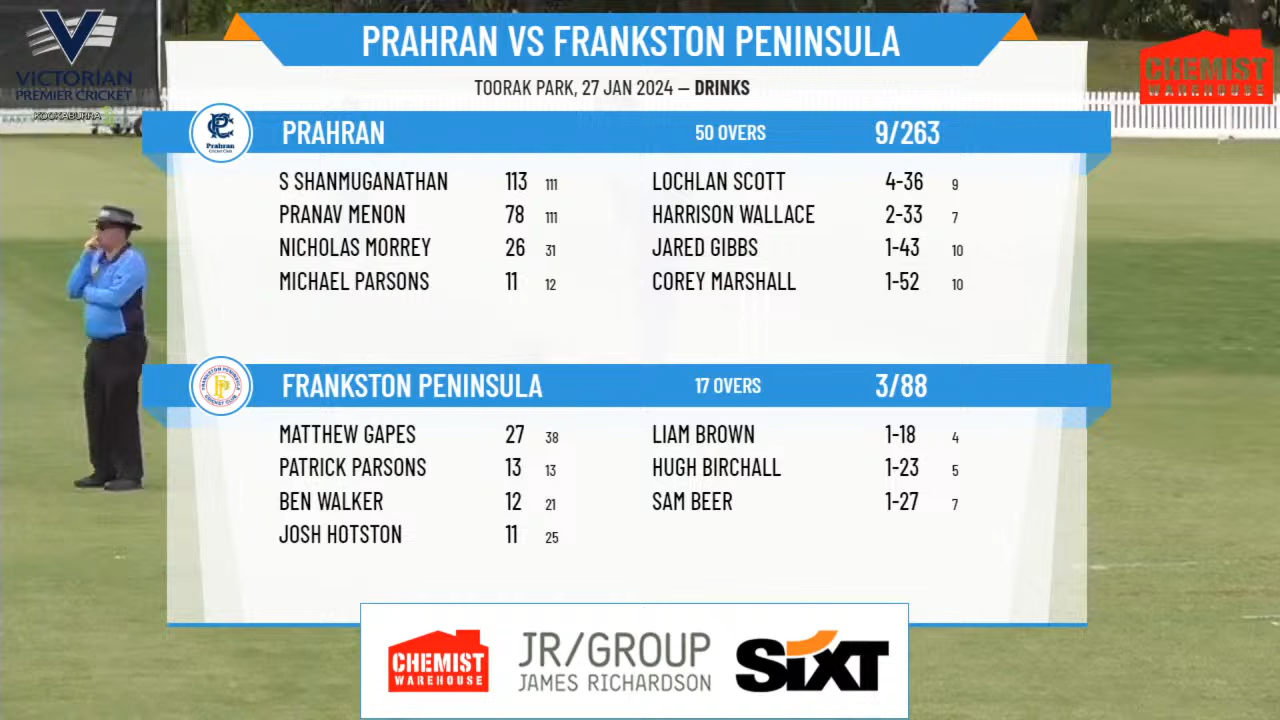 PRAHRAN VS FRANKSTON PENINSULA
VICTORIAN
PREMIER CRICKET
KOOKABURRA
CHEMIST
WAREHOUSE
TOORAK PARK, 27 JAN 2024 – DRINKS
Prahran
PRAHRAN 50 OVERS 9/263
S SHANMUGANATHAN 113 111 LOCHLAN SCOTT 4-36 9
PRANAV MENON 78 111 HARRISON WALLACE 2-33 7
NICHOLAS MORREY 26 31 JARED GIBBS 1-43 10
MICHAEL PARSONS 11 12 COREY MARSHALL 1-52 10
FRANKSTON PENINSULA 17 OVERS 3/88
MATTHEW GAPES 27 38 LIAM BROWN 1-18 4
PATRICK PARSONS 13 13 HUGH BIRCHALL 1-23 5
BEN WALKER 12 21 SAM BEER 1-27 7
JOSH HOTSTON 11 25
CHEMIST
WAREHOUSE
JR/GROUP
JAMES RICHARDSON
SiXT